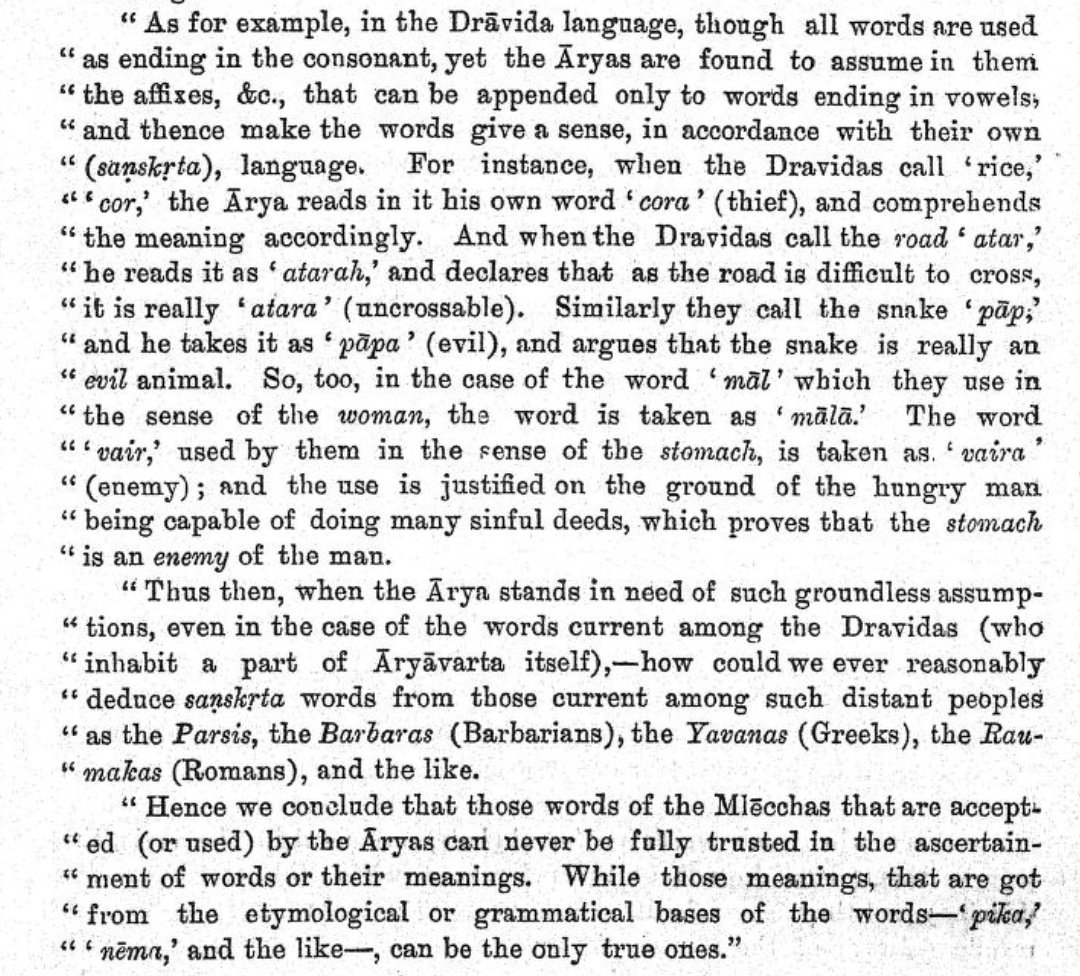 “ As for example, in the Drāvida language, though all words are used
“ as ending in the consonant, yet the Āryas are found to assume in them
“ the affixes, &c., that can be appended only to words ending in vowels;
“ and thence make the words give a sense, in accordance with their own
“ (saṇskṛta), language. For instance, when the Dravidas call ‘rice,’
“ ‘cor,’ the Ārya reads in it his own word ‘cora’ (thief), and comprehends
“ the meaning accordingly. And when the Dravidas call the road ‘atar,’
“ he reads it as ‘atarah,’ and declares that as the road is difficult to cross,
“ it is really ‘atara’ (uncrossable). Similarly they call the snake ‘pāp,’
“ and he takes it as ‘pāpa’ (evil), and argues that the snake is really an
“ evil animal. So, too, in the case of the word ‘māl’ which they use in
“ the sense of the woman, the word is taken as ‘mālā.’ The word
“ ‘vair,’ used by them in the sense of the stomach, is taken as. ‘vaira’
“ (enemy) ; and the use is justified on the ground of the hungry man
“ being capable of doing many sinful deeds, which proves that the stomach
“ is an enemy of the man.
“ Thus then, when the Ārya stands in need of such groundless assump-
“ tions, even in the case of the words current among the Dravidas (who
“ inhabit a part of Āryāvarta itself),—how could we ever reasonably
“ deduce saṇskṛta words from those current among such distant peoples
“ as the Parsis, the Barbaras (Barbarians), the Yavanas (Greeks), the Rau-
“ makas (Romans), and the like.
“ Hence we conclude that those words of the Mlēcchas that are accept-
“ ed (or used) by the Āryas can never be fully trusted in the ascertain-
“ ment of words or their meanings. While those meanings, that are got
“ from the etymological or grammatical bases of the words—‘pika,’
“ ‘nēma,’ and the like—, can be the only true ones.”